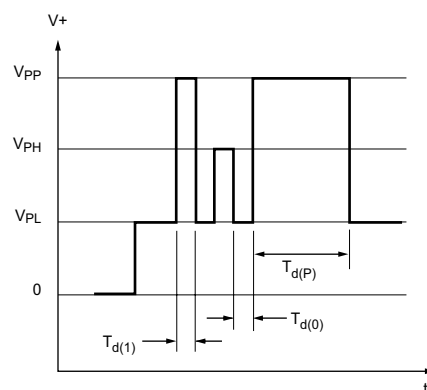 V+
VPP
VPH
VPL
0
Td(P)
Td(1)
Td(0)
t